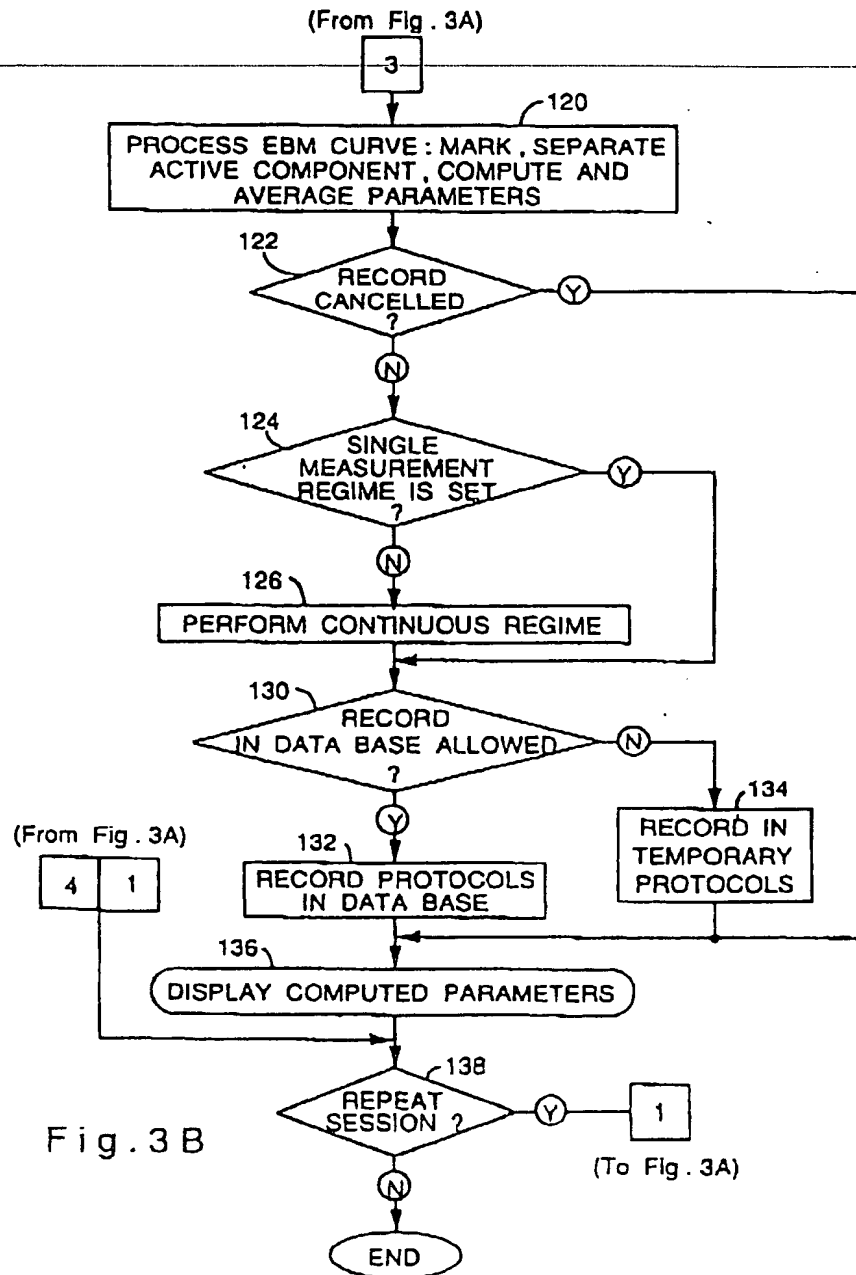 (From Fig. 3A)
3
120
PROCESS EBM CURVE: MARK, SEPARATE
ACTIVE COMPONENT, COMPUTE AND
AVERAGE PARAMETERS
122
RECORD
CANCELLED
?
Y
N
124
SINGLE
MEASUREMENT
REGIME IS SET
?
Y
N
126
PERFORM CONTINUOUS REGIME
130
RECORD
IN DATA BASE ALLOWED
?
N
Y
134
RECORD IN
TEMPORARY
PROTOCOLS
(From Fig. 3A)
4 1
132
RECORD PROTOCOLS
IN DATA BASE
136
DISPLAY COMPUTED PARAMETERS
138
REPEAT
SESSION ?
Y
1
(To Fig. 3A)
Fig.3B
N
END